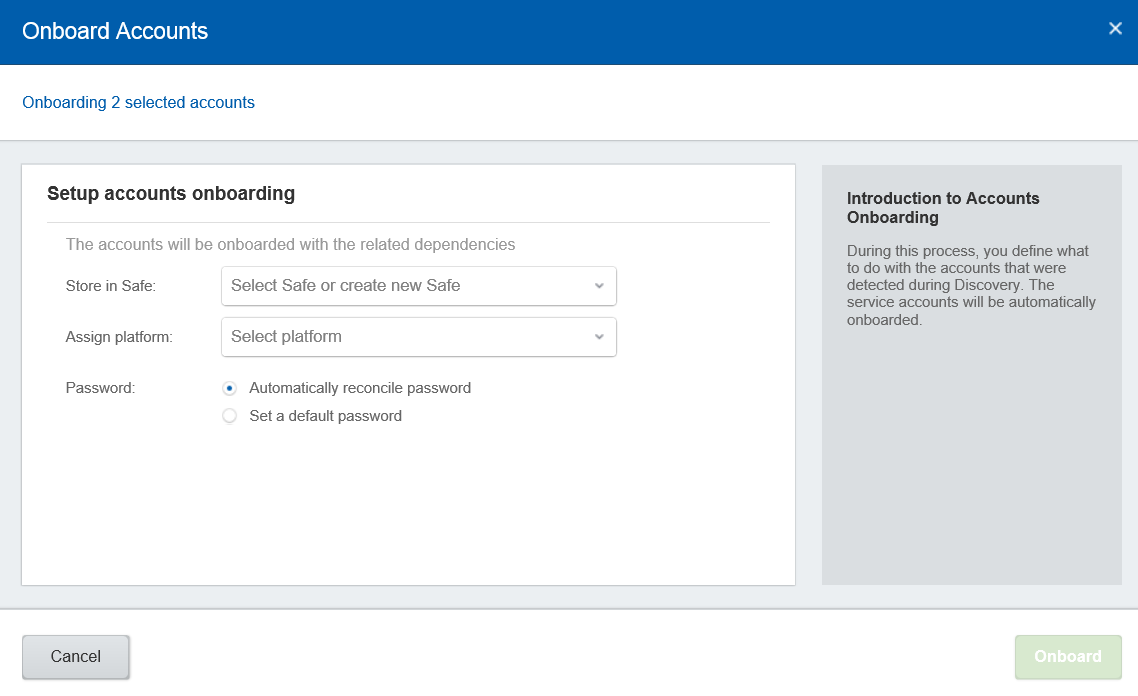 Onboard Accounts
Onboarding 2 selected accounts
Setup accounts onboarding
The accounts will be onboarded with the related dependencies
Store in Safe: Select Safe or create new Safe
Assign platform: Select platform
Password: Automatically reconcile password
Set a default password
Introduction to Accounts
Onboarding
During this process, you define what
to do with the accounts that were
detected during Discovery. The
service accounts will be automatically
onboarded.
Cancel
Onboard